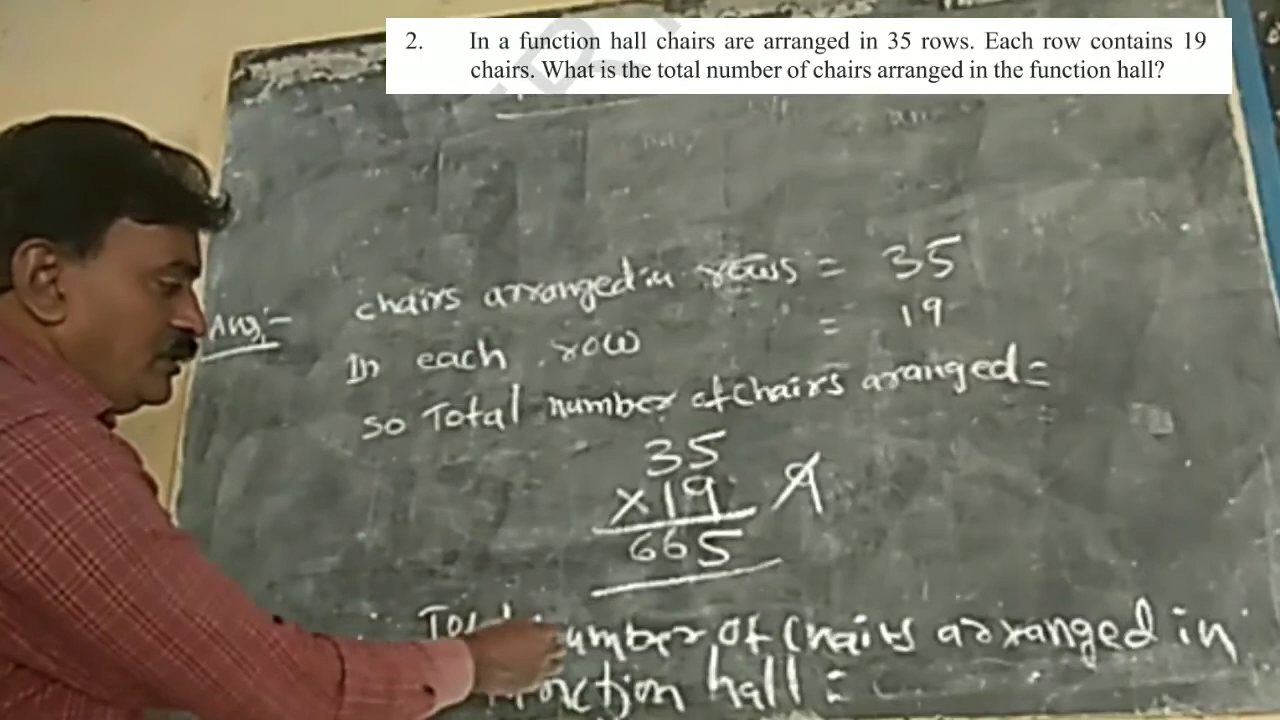 2. In a function hall chairs are arranged in 35 rows. Each row contains 19
chairs. What is the total number of chairs arranged in the function hall?
Ans:- chairs arranged in rows = 35
In each row = 19
so Total number of chairs aranged =
35
×19
665
number of chairs arranged in
hall =